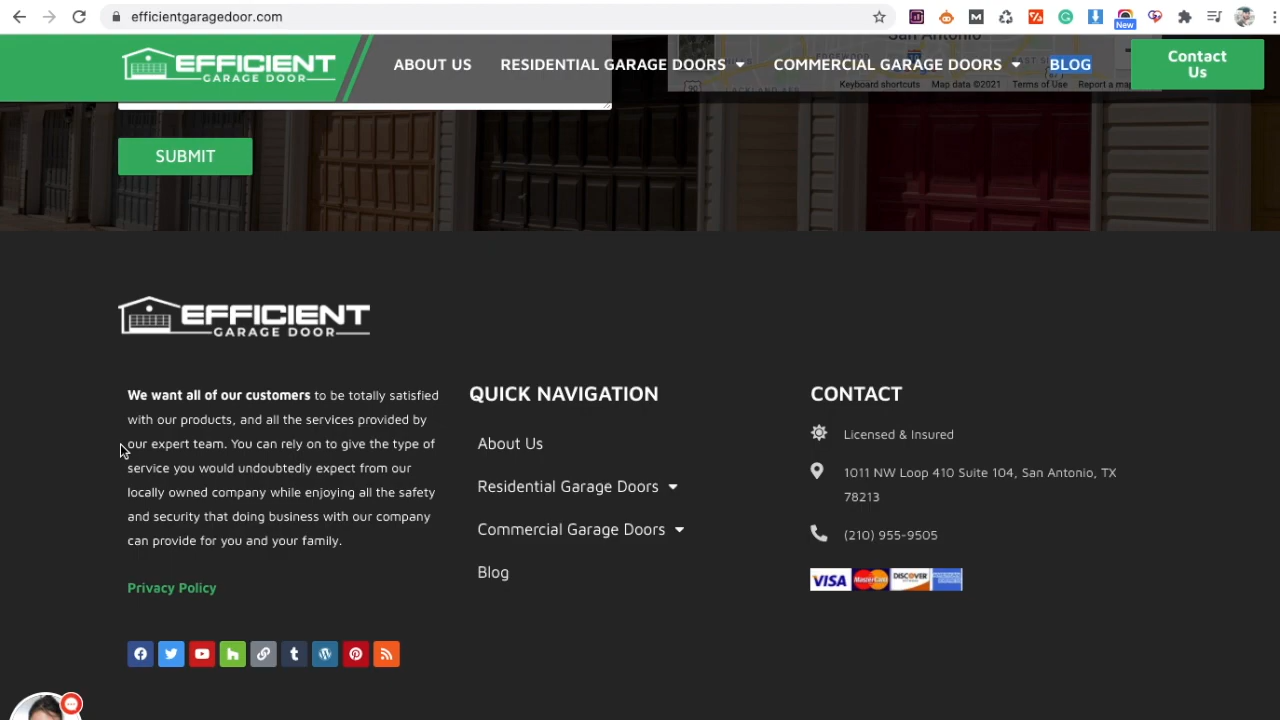 efficientgaragedoor.com
New
EFFICIENT
GARAGE DOOR
ABOUT US
RESIDENTIAL GARAGE DOORS
COMMERCIAL GARAGE DOORS
BLOG
Contact
Us
San Antonio
90
Keyboard shortcuts
Map data ©2021
Terms of Use
Report a map
SUBMIT
EFFICIENT
GARAGE DOOR
We want all of our customers to be totally satisfied
with our products, and all the services provided by
our expert team. You can rely on to give the type of
service you would undoubtedly expect from our
locally owned company while enjoying all the safety
and security that doing business with our company
can provide for you and your family.
Privacy Policy
QUICK NAVIGATION
About Us
Residential Garage Doors
Commercial Garage Doors
Blog
CONTACT
Licensed & Insured
1011 NW Loop 410 Suite 104, San Antonio, TX
78213
(210) 955-9505
VISA
MasterCard
DISCOVER